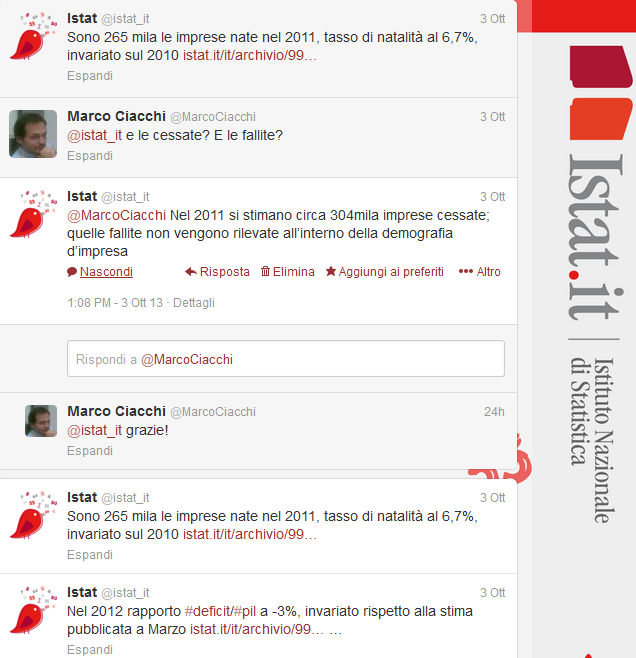 Istat @istat_it 3 Ott
Sono 265 mila le imprese nate nel 2011, tasso di natalità al 6,7%,
invariato sul 2010 istat.it/it/archivio/99…
Espandi
Marco Ciacchi @MarcoCiacchi 3 Ott
@istat_it e le cessate? E le fallite?
Espandi
Istat @istat_it 3 Ott
@MarcoCiacchi Nel 2011 si stimano circa 304mila imprese cessate;
quelle fallite non vengono rilevate all'interno della demografia
d'impresa
Nascondi Risposta Elimina Aggiungi ai preferiti Altro
1:08 PM - 3 Ott 13 · Dettagli
Rispondi a @MarcoCiacchi
Marco Ciacchi @MarcoCiacchi 24h
@istat_it grazie!
Espandi
Istat @istat_it 3 Ott
Sono 265 mila le imprese nate nel 2011, tasso di natalità al 6,7%,
invariato sul 2010 istat.it/it/archivio/99…
Espandi
Istat @istat_it 3 Ott
Nel 2012 rapporto #deficit/#pil a -3%, invariato rispetto alla stima
pubblicata a Marzo istat.it/it/archivio/99… …
Espandi
Istat.it
Istituto Nazionale
di Statistica